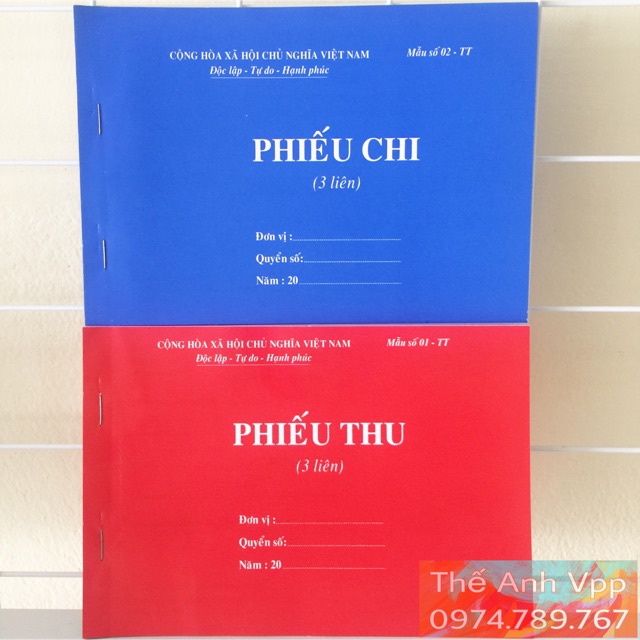 CỘNG HÒA XÃ HỘI CHỦ NGHĨA VIỆT NAM Mẫu số 02 - TT
Độc lập - Tự do - Hạnh phúc
PHIẾU CHI
(3 liên)
Đơn vị :
Quyển số:
Năm : 20
CỘNG HÒA XÃ HỘI CHỦ NGHĨA VIỆT NAM Mẫu số 01 - TT
Độc lập - Tự do - Hạnh phúc
PHIẾU THU
(3 liên)
Đơn vị :
Quyển số:
Năm : 20
Thế Anh Vpp
0974.789.767